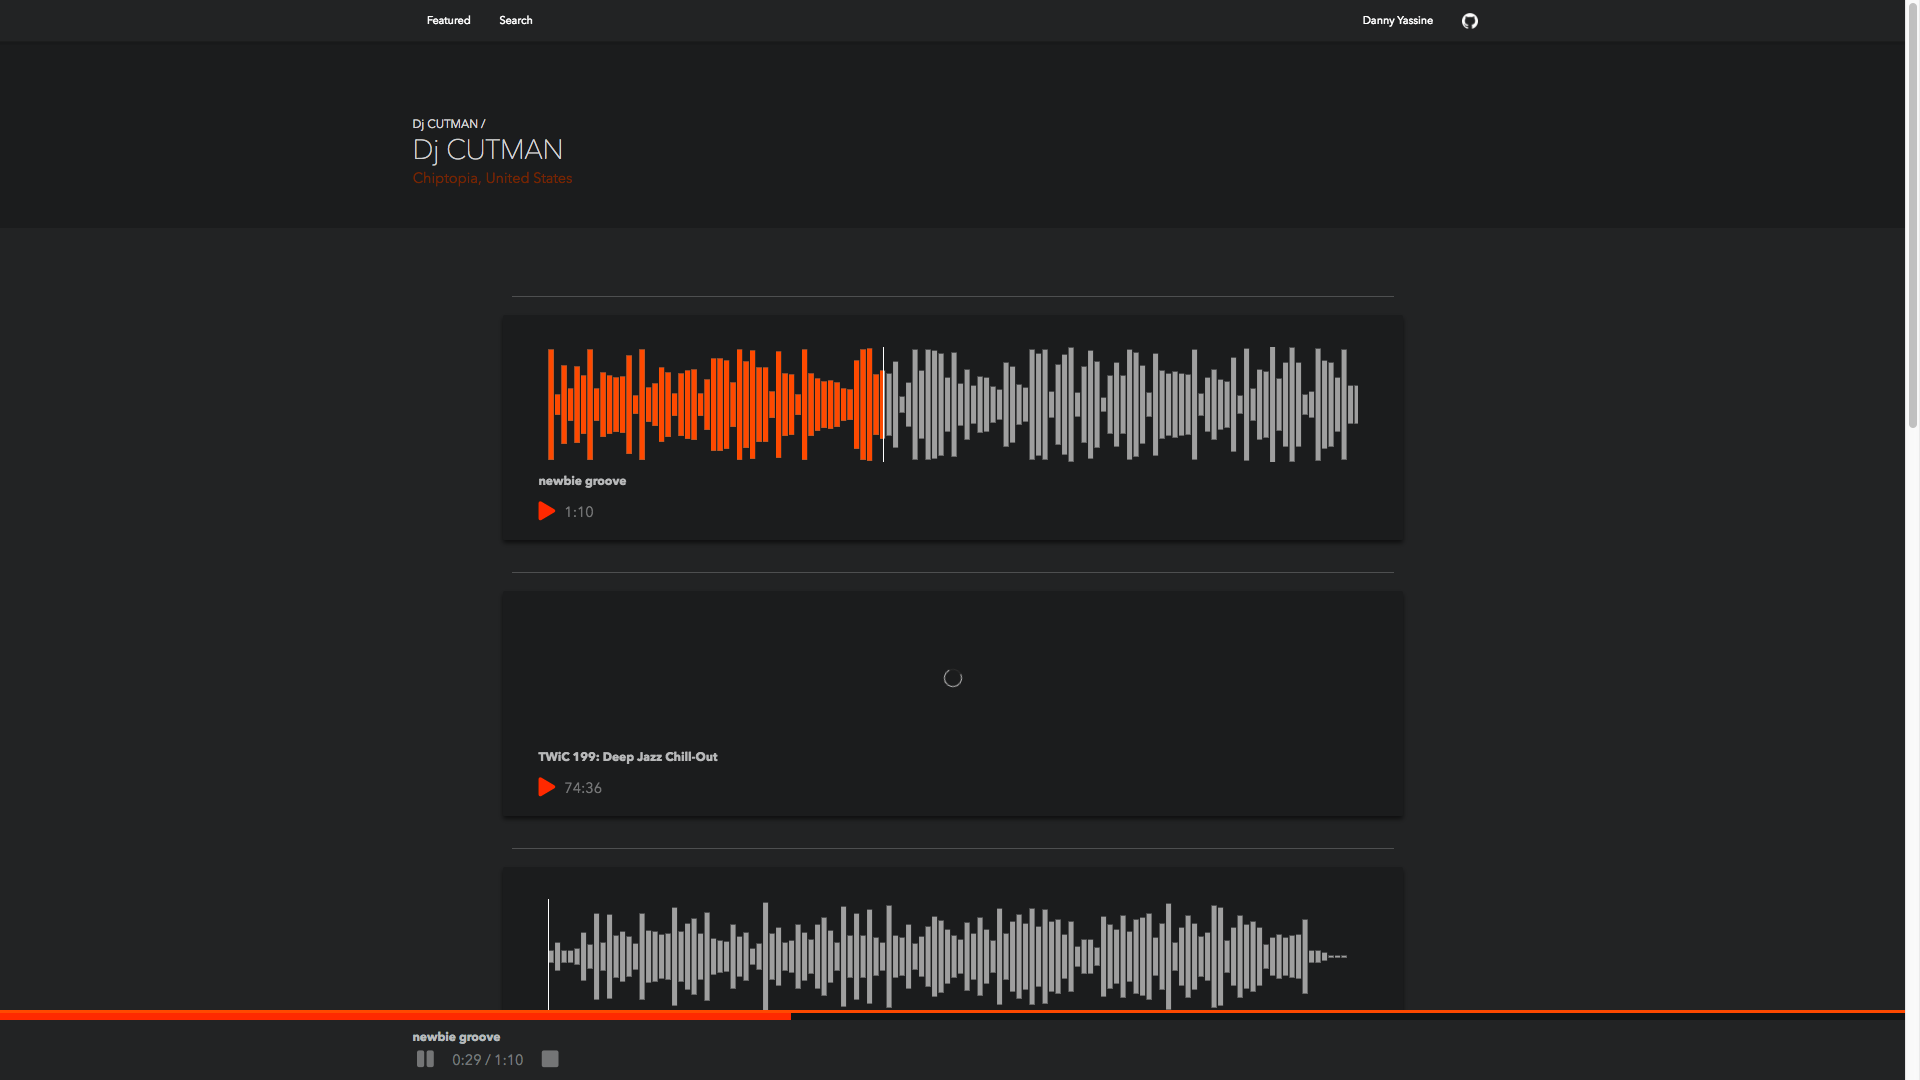 Featured Search Danny Yassine
Dj CUTMAN /
Dj CUTMAN
Chiptopia, United States
newbie groove
1:10
TWiC 199: Deep Jazz Chill-Out
74:36
newbie groove
0:29 / 1:10